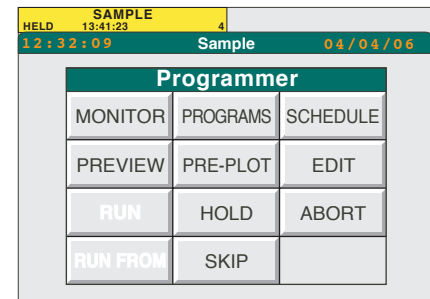 SAMPLE
HELD 13:41:23 4
12:32:09 Sample 04/04/06
Programmer
MONITOR PROGRAMS SCHEDULE
PREVIEW PRE-PLOT EDIT
RUN HOLD ABORT
RUN FROM SKIP